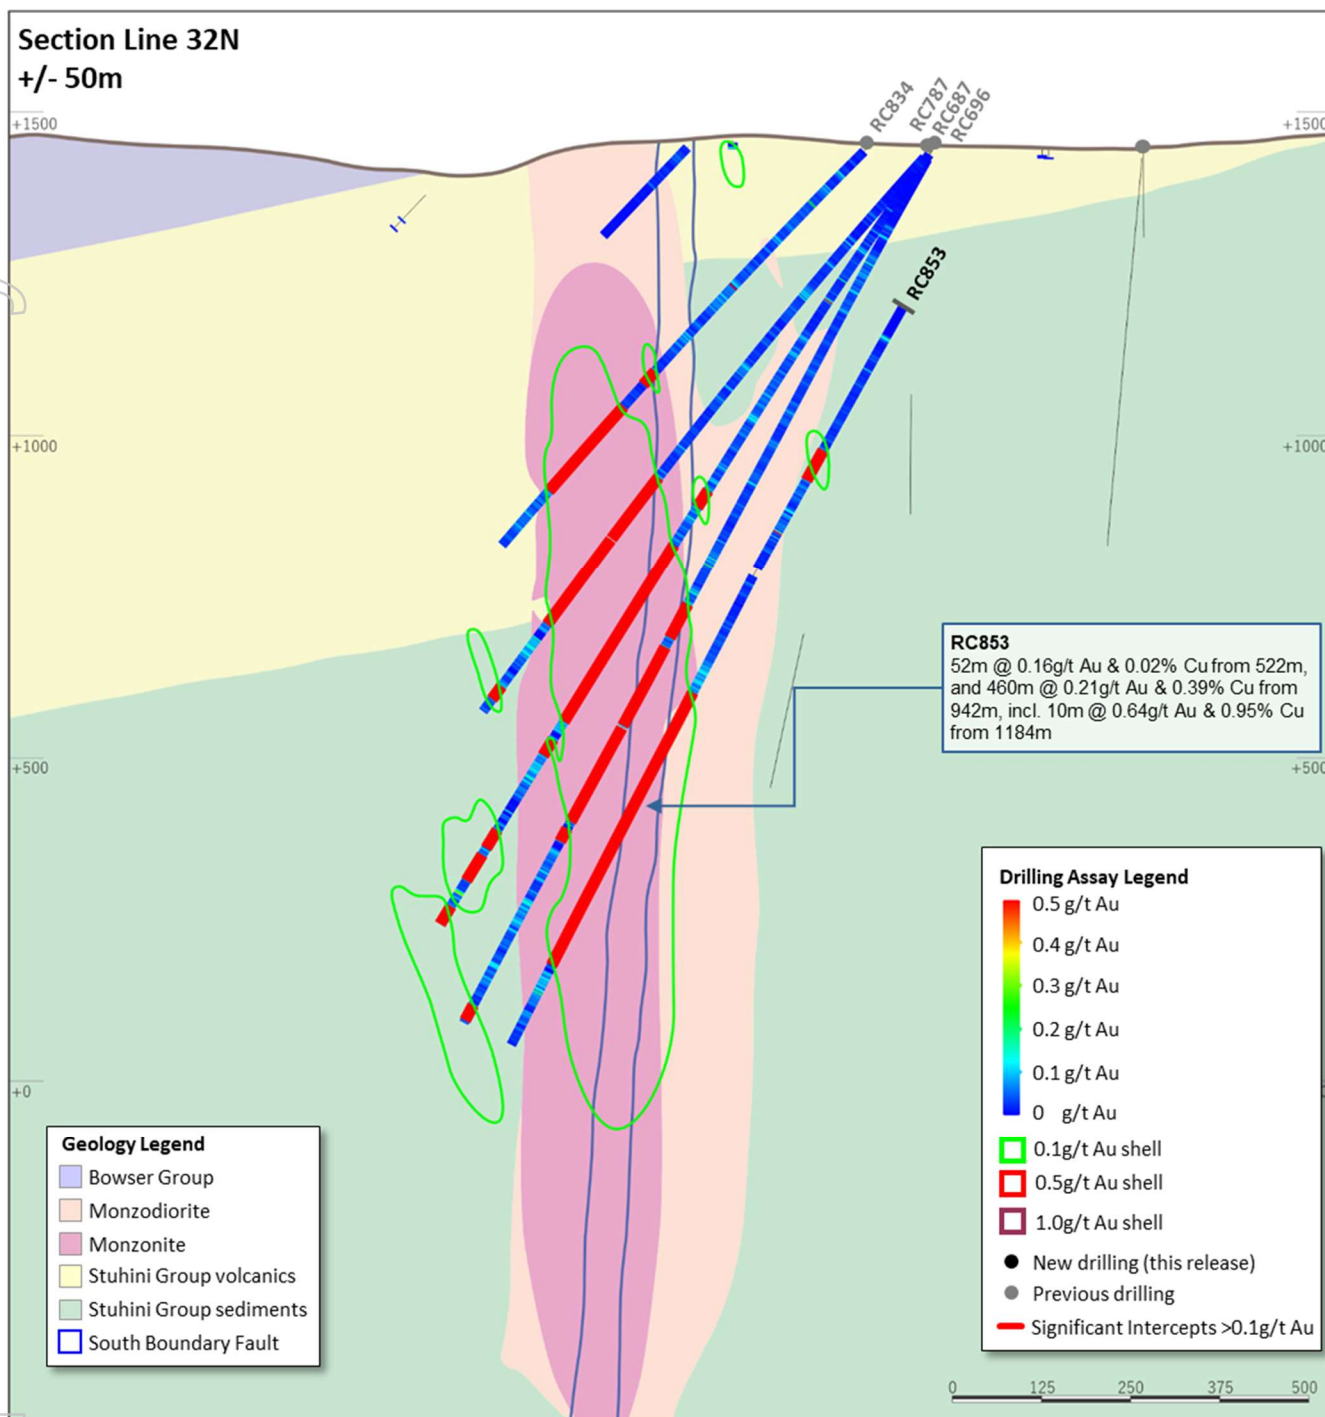 Section Line 32N
+/- 50m
RC834
RC787
RC687
RC696
+1500
+1500
RC853
+1000
+1000
RC853
52m @ 0.16g/t Au & 0.02% Cu from 522m,
and 460m @ 0.21g/t Au & 0.39% Cu from
942m, incl. 10m @ 0.64g/t Au & 0.95% Cu
from 1184m
+500
+500
Drilling Assay Legend
0.5 g/t Au
0.4 g/t Au
0.3 g/t Au
0.2 g/t Au
0.1 g/t Au
0 g/t Au
0.1g/t Au shell
0.5g/t Au shell
1.0g/t Au shell
New drilling (this release)
Previous drilling
Significant Intercepts >0.1g/t Au
+0
Geology Legend
Bowser Group
Monzodiorite
Monzonite
Stuhini Group volcanics
Stuhini Group sediments
South Boundary Fault
0 125 250 375 500